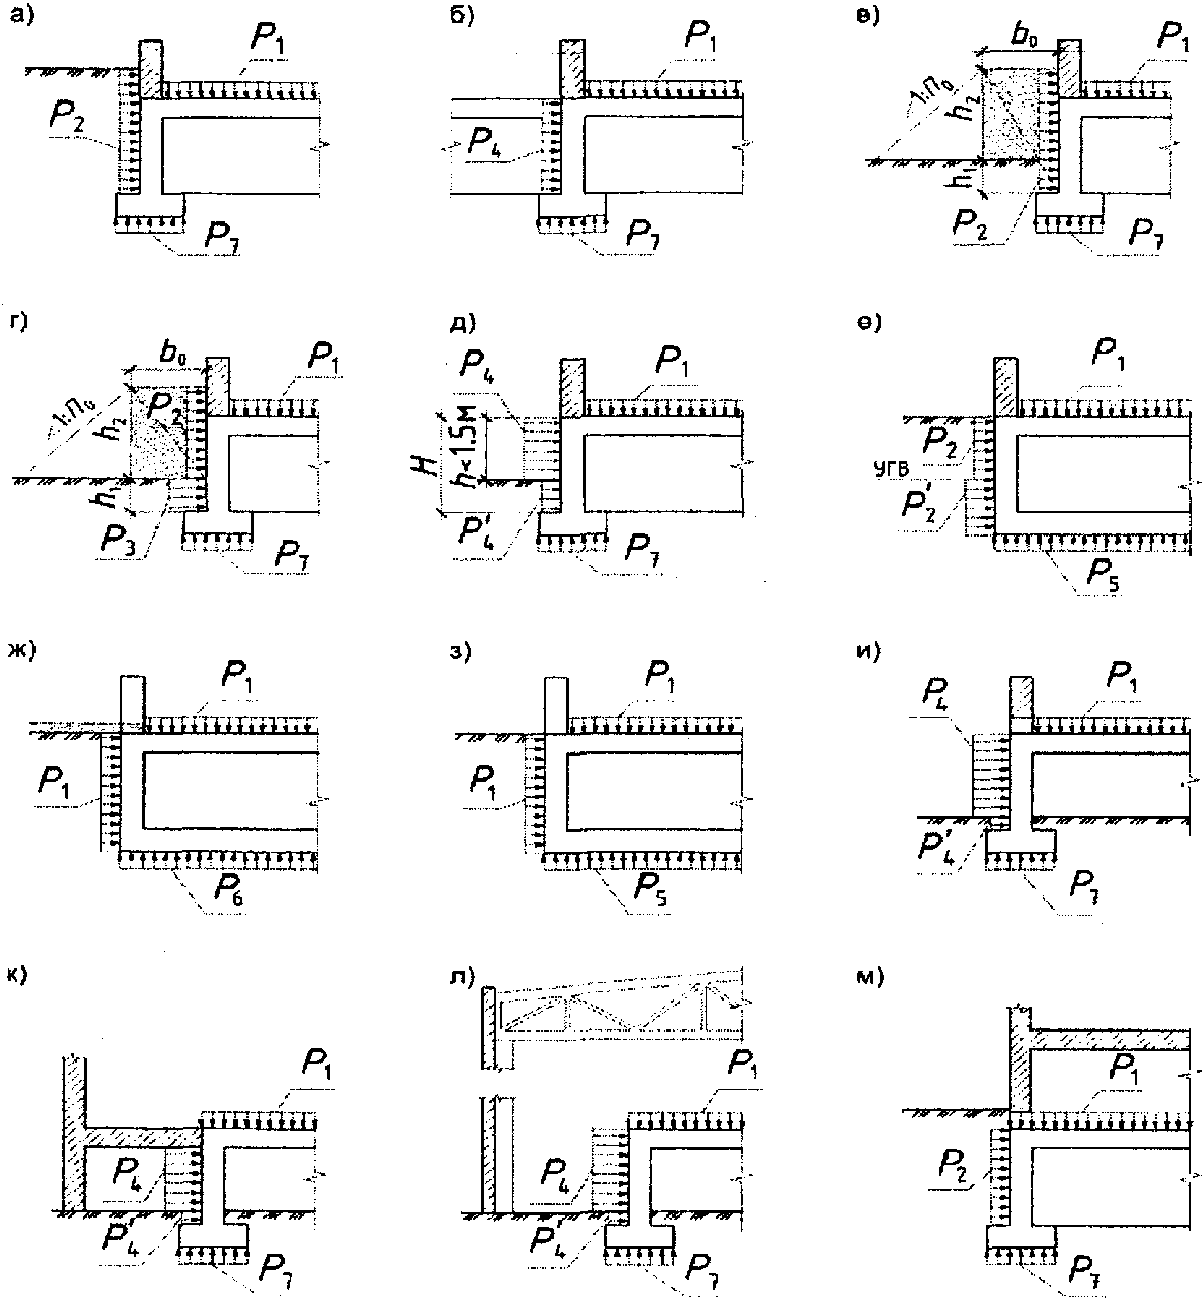 а)
P₁
P₂
P₇
б)
P₁
P₄
P₇
в)
b₀
P₁
1:П₀
h₂
h₁
P₂
P₇
г)
b₀
P₁
1:П₀
h₂
P₂
h₁
P₃
P₇
д)
P₄
P₁
H
h<1.5м
P'₄
P₇
е)
P₁
P₂
УГВ
P'₂
P₅
ж)
P₁
P₁
P₆
з)
P₁
P₁
P₅
и)
P₄
P₁
P'₄
P₇
к)
P₁
P₄
P'₄
P₇
л)
P₁
P₄
P'₄
P₇
м)
P₁
P₂
P₇